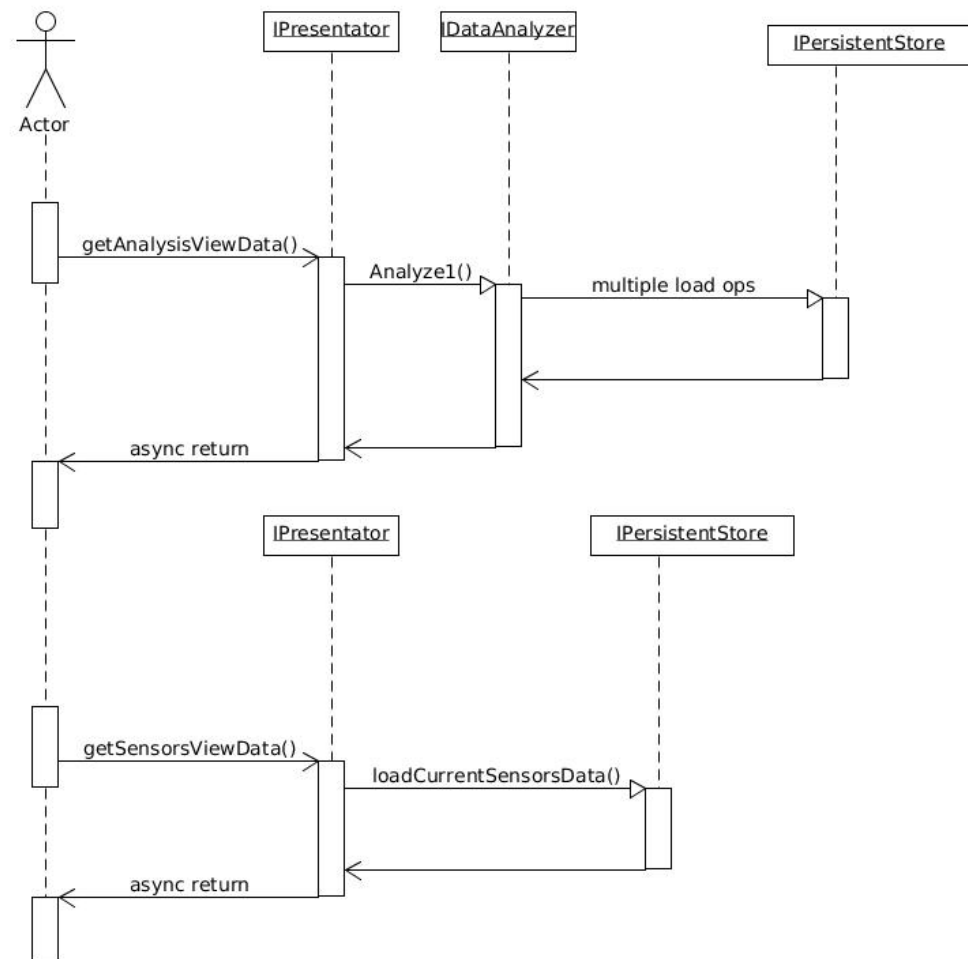 IPresentator
IDataAnalyzer
IPersistentStore
Actor
getAnalysisViewData()
Analyze1()
multiple load ops
async return
IPresentator
IPersistentStore
getSensorsViewData()
loadCurrentSensorsData()
async return